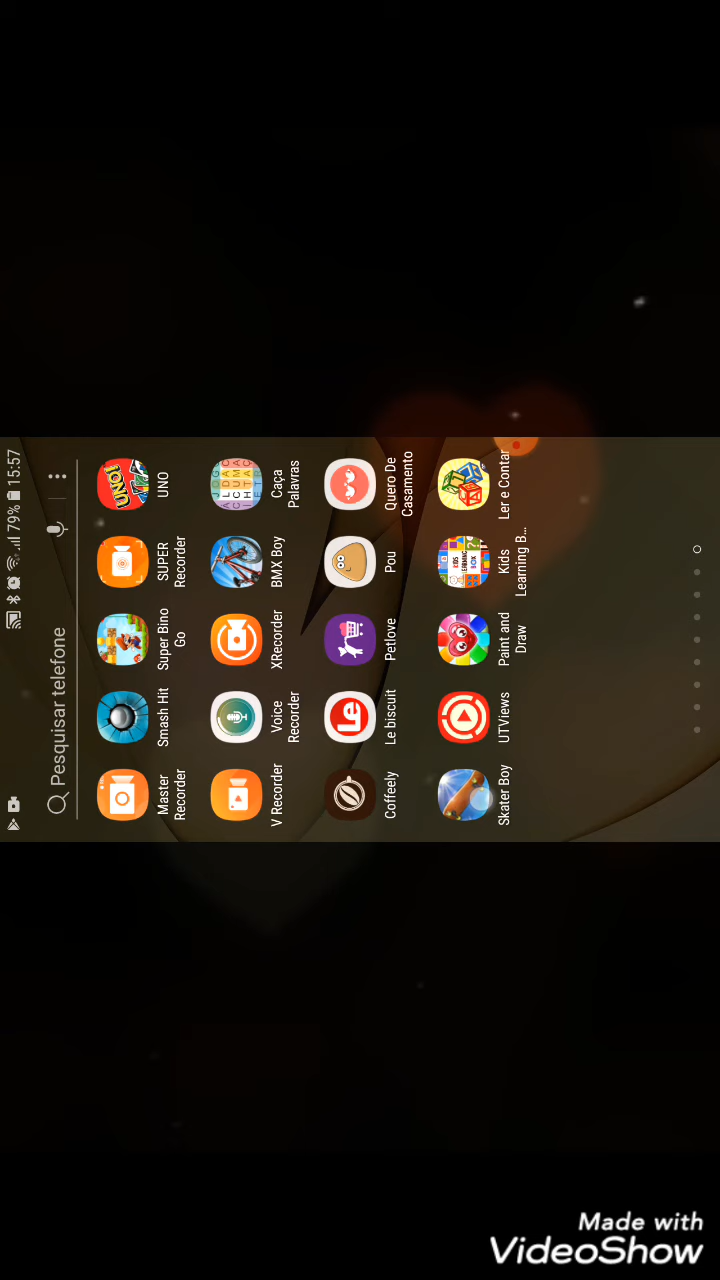 79% 15:57
Pesquisar telefone
Master
Recorder
Smash Hit
Super Bino
Go
SUPER
Recorder
UNO
V Recorder
Voice
Recorder
XRecorder
BMX Boy
Caça
Palavras
Coffeely
Le biscuit
Petlove
Pou
Quero De
Casamento
Skater Boy
UTViews
Paint and
Draw
Kids
Learning B...
Ler e Contar
Made with
VideoShow